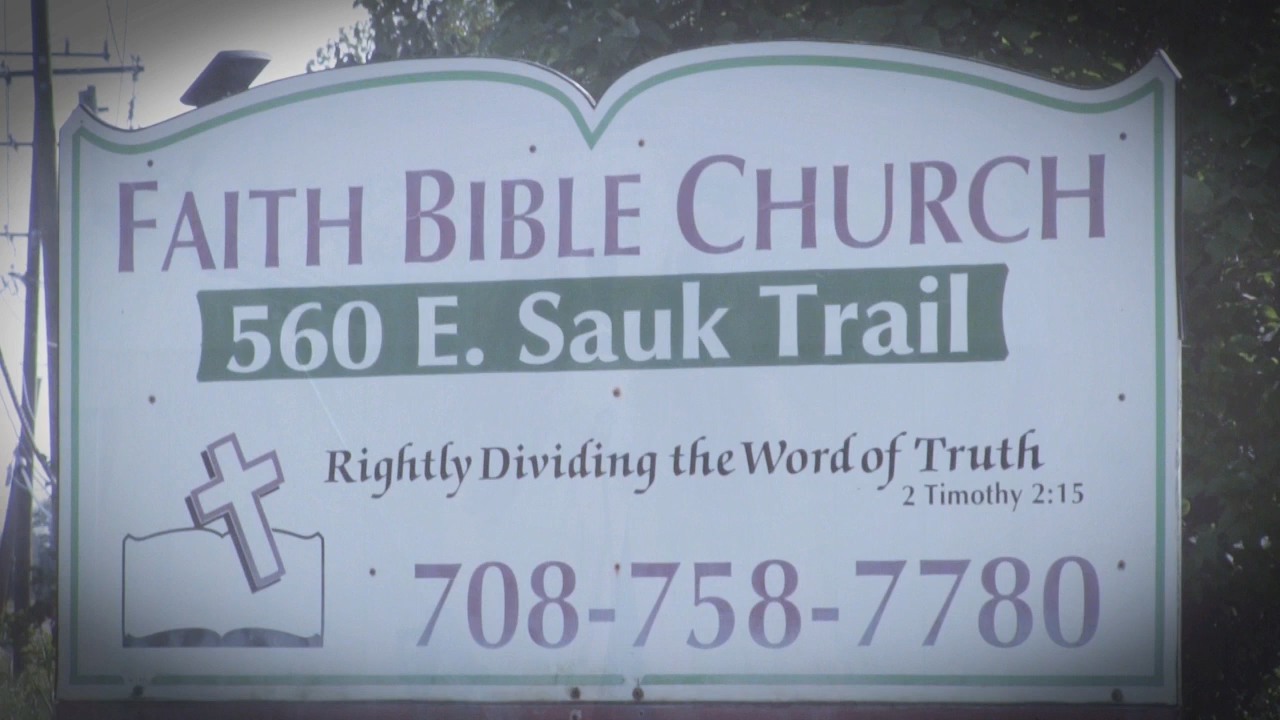 FAITH BIBLE CHURCH
560 E. Sauk Trail
Rightly Dividing the Word of Truth
2 Timothy 2:15
708-758-7780